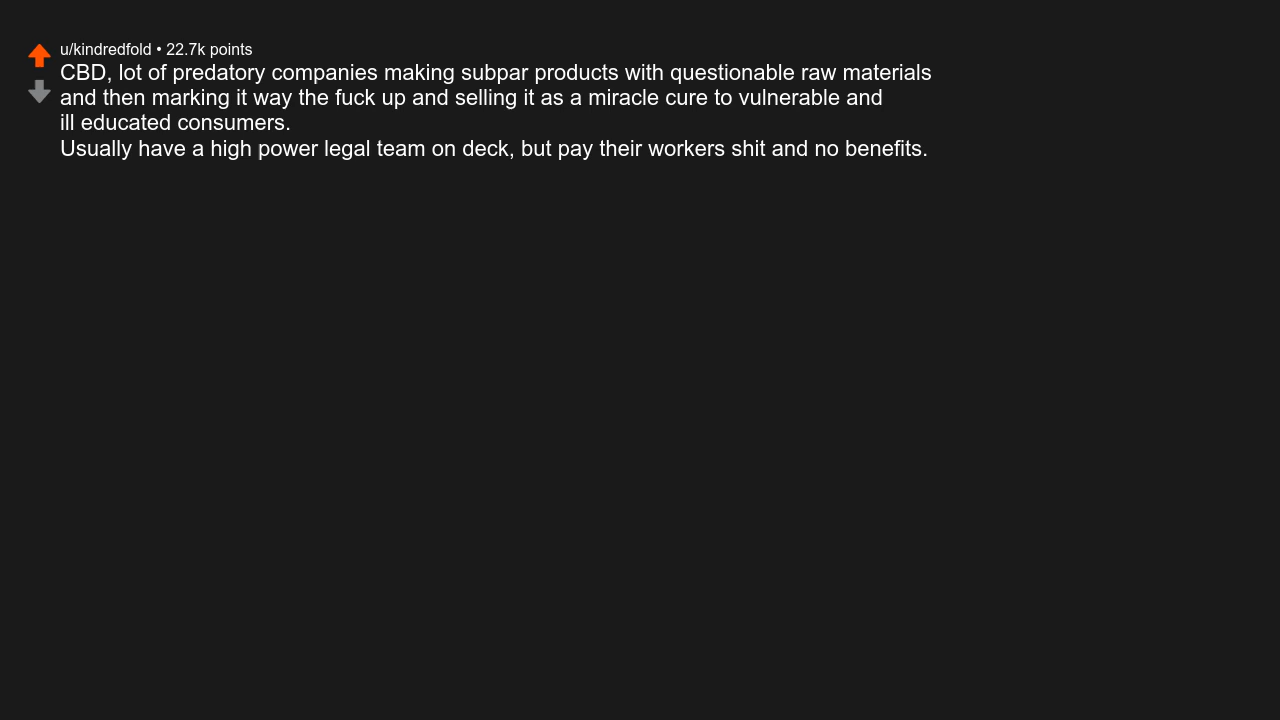 u/kindredfold • 22.7k points
CBD, lot of predatory companies making subpar products with questionable raw materials
and then marking it way the fuck up and selling it as a miracle cure to vulnerable and
ill educated consumers.
Usually have a high power legal team on deck, but pay their workers shit and no benefits.